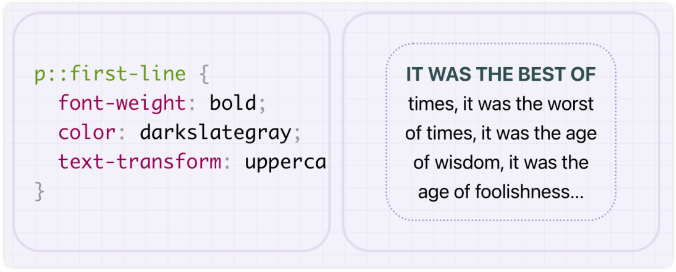 p::first-line {
  font-weight: bold;
  color: darkslategray;
  text-transform: upperca
}
IT WAS THE BEST OF
times, it was the worst
of times, it was the age
of wisdom, it was the
age of foolishness...